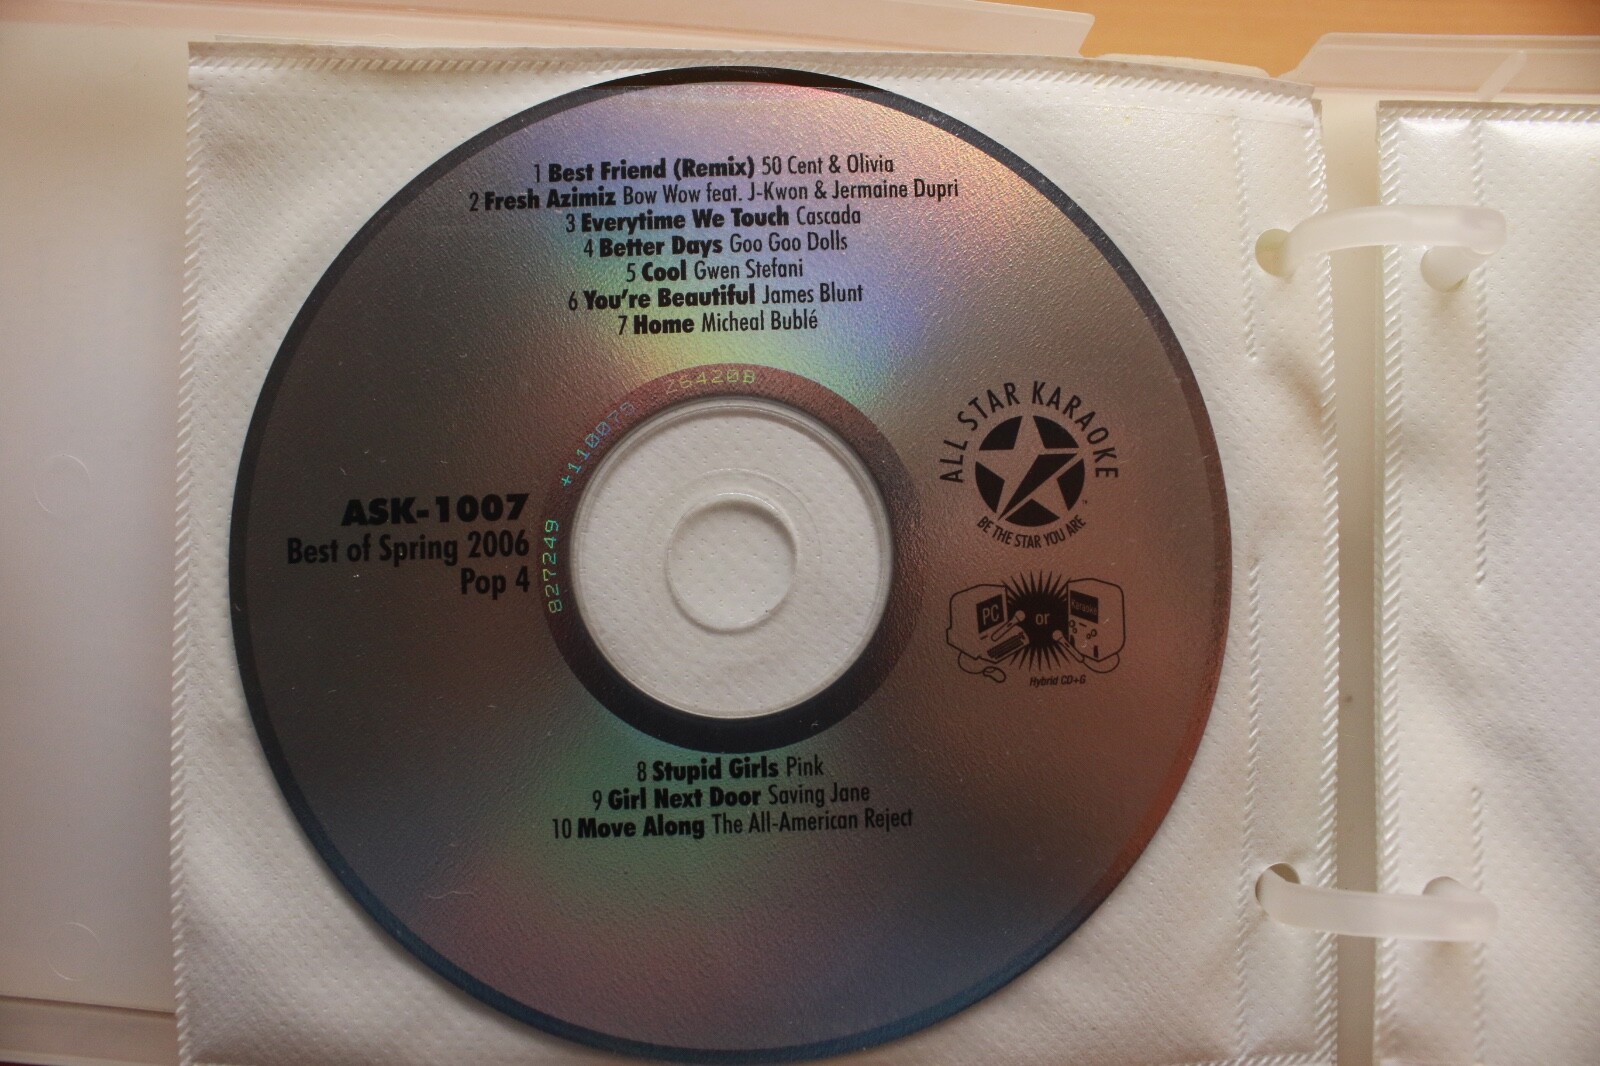 1 Best Friend (Remix) 50 Cent & Olivia
2 Fresh Azimiz Bow Wow feat. J-Kwon & Jermaine Dupri
3 Everytime We Touch Cascada
4 Better Days Goo Goo Dolls
5 Cool Gwen Stefani
6 You're Beautiful James Blunt
7 Home Micheal Bublé
827249 +110075 26420B
ASK-1007
Best of Spring 2006
Pop 4
ALL STAR KARAOKE
BE THE STAR YOU ARE
PC or Karaoke
Hybrid CD+G
8 Stupid Girls Pink
9 Girl Next Door Saving Jane
10 Move Along The All-American Reject